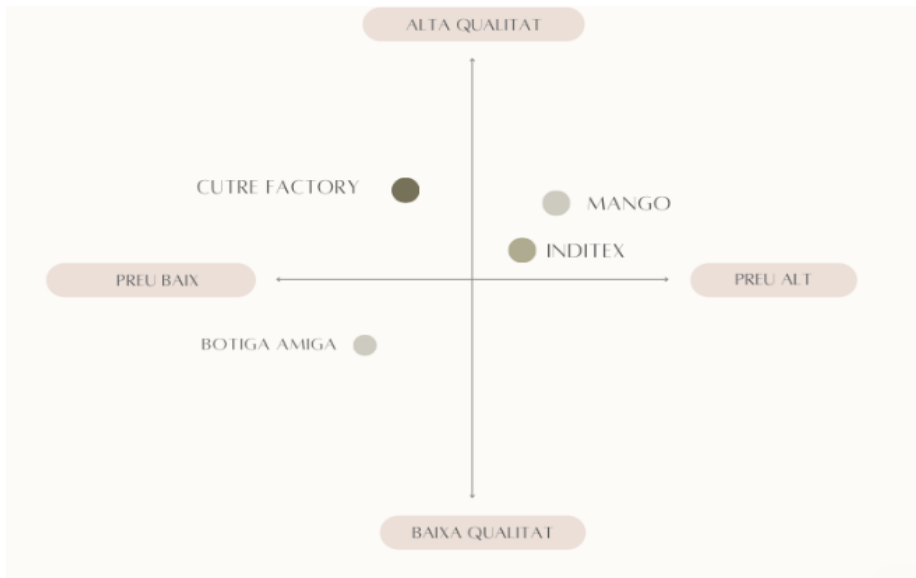 ALTA QUALITAT
CUTRE FACTORY
MANGO
INDITEX
PREU BAIX
PREU ALT
BOTIGA AMIGA
BAIXA QUALITAT